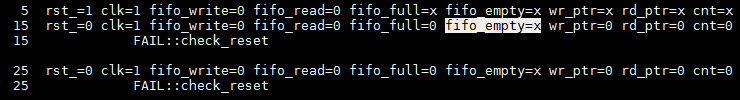 5 rst_=1 clk=1 fifo_write=0 fifo_read=0 fifo_full=x fifo_empty=x wr_ptr=x rd_ptr=x cnt=x
15 rst_=0 clk=1 fifo_write=0 fifo_read=0 fifo_full=0 fifo_empty=x wr_ptr=0 rd_ptr=0 cnt=0
15 FAIL::check_reset
25 rst_=0 clk=1 fifo_write=0 fifo_read=0 fifo_full=0 fifo_empty=x wr_ptr=0 rd_ptr=0 cnt=0
25 FAIL::check_reset